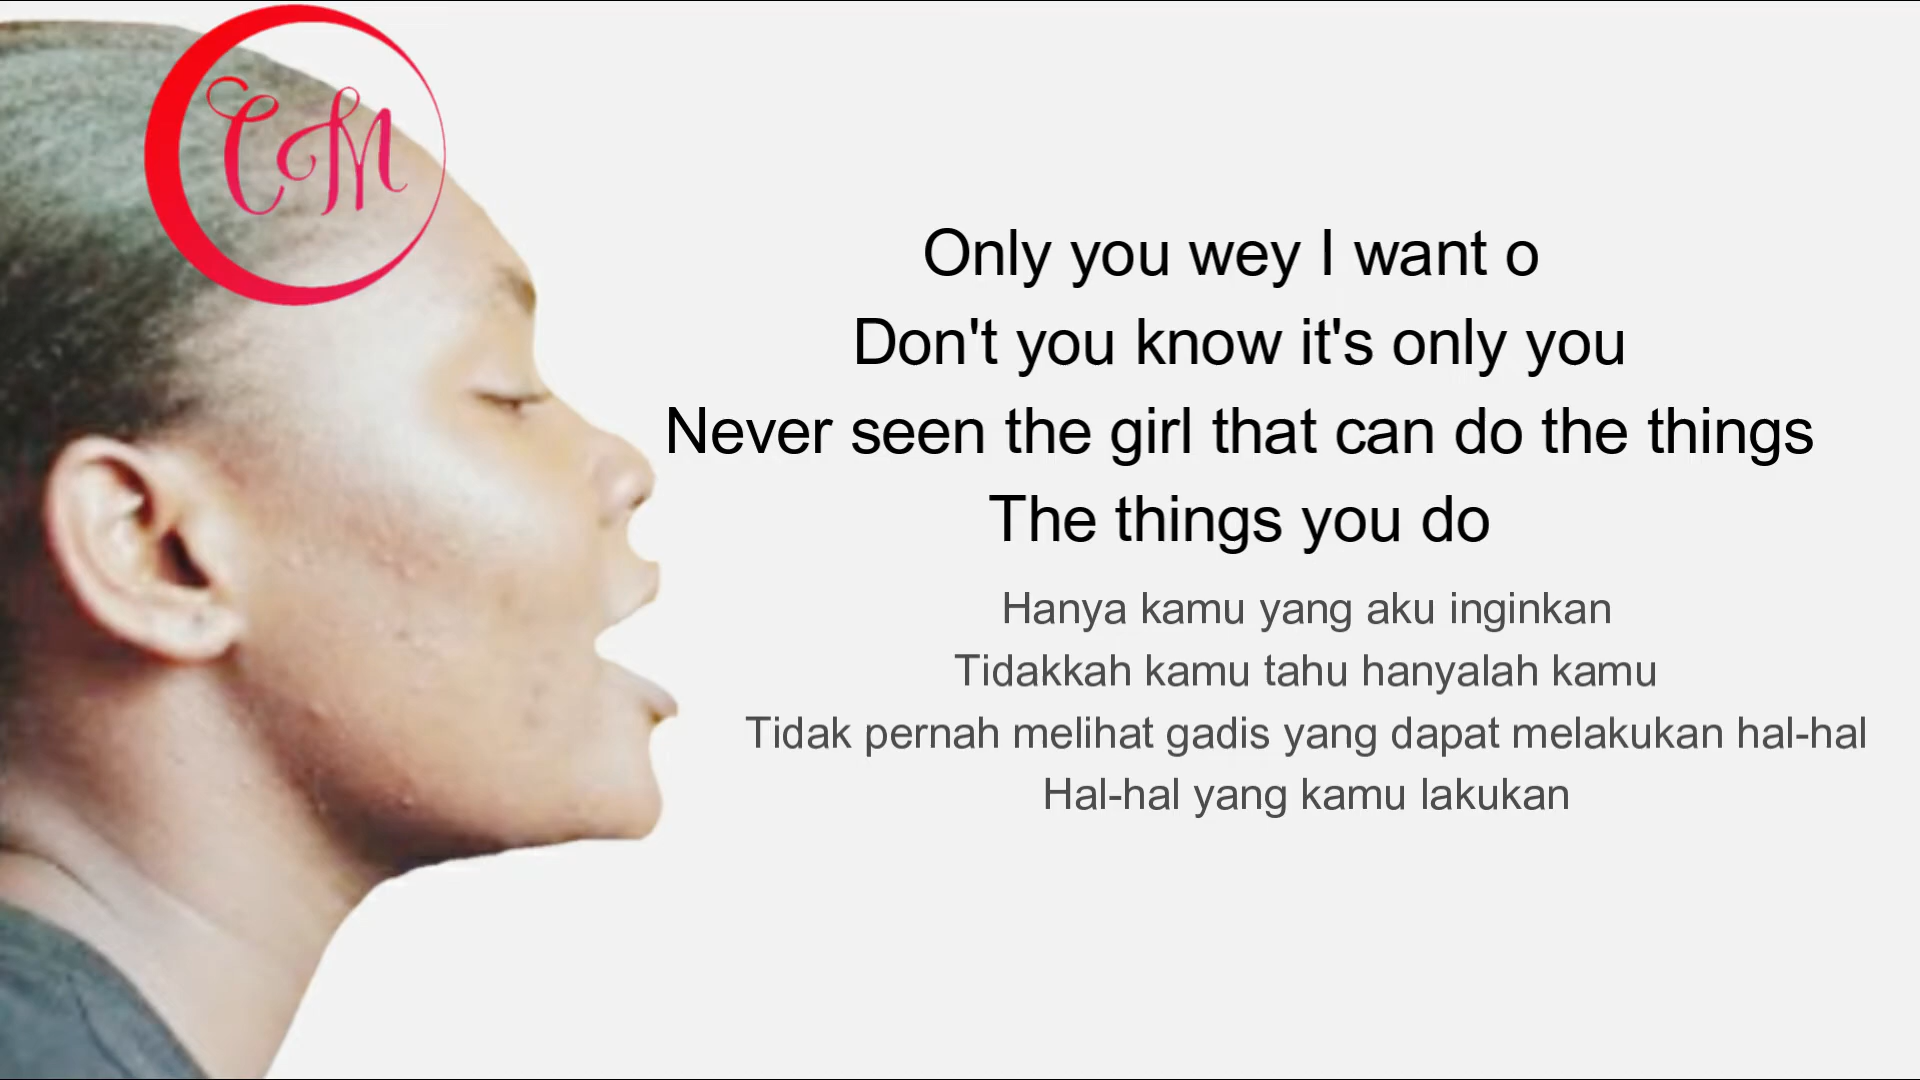 CM
Only you wey I want o
Don't you know it's only you
Never seen the girl that can do the things
The things you do
Hanya kamu yang aku inginkan
Tidakkah kamu tahu hanyalah kamu
Tidak pernah melihat gadis yang dapat melakukan hal-hal
Hal-hal yang kamu lakukan